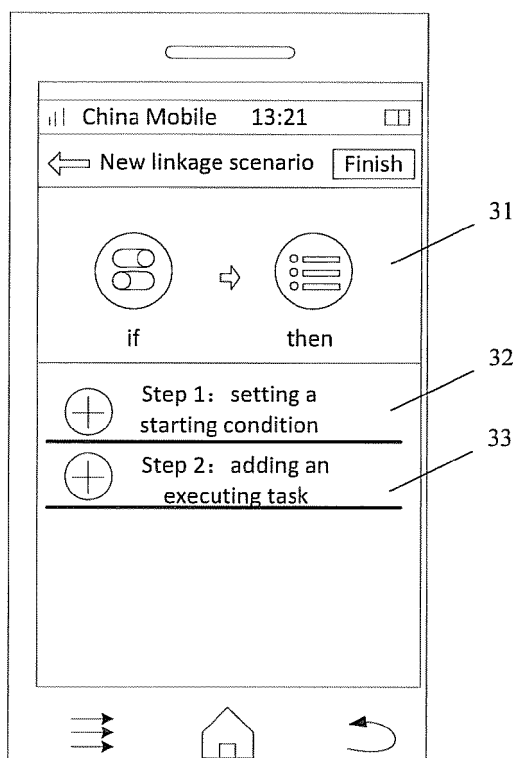 China Mobile 13:21
New linkage scenario Finish
31
if then
32
Step 1: setting a
starting condition
33
Step 2: adding an
executing task